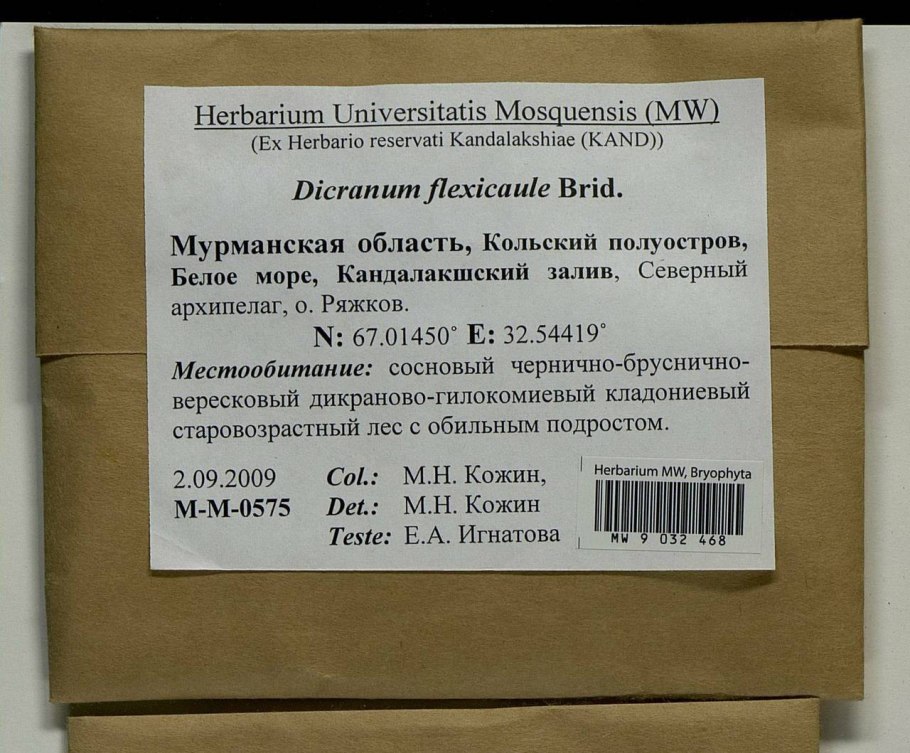 Herbarium Universitatis Mosquensis (MW)
(Ex Herbario reservati Kandalakshiae (KAND))
Dicranum flexicaule Brid.
Мурманская область, Кольский полуостров,
Белое море, Кандалакшский залив, Северный
архипелаг, о. Ряжков.
N: 67.01450° E: 32.54419°
Местообитание: сосновый чернично-бруснично-
вересковый дикраново-гилокомиевый кладониевый
старовозрастный лес с обильным подростом.
2.09.2009 Col.: М.Н. Кожин,
М-М-0575 Det.: М.Н. Кожин
Teste: Е.А. Игнатова
Herbarium MW, Bryophyta
MW 9 032 468